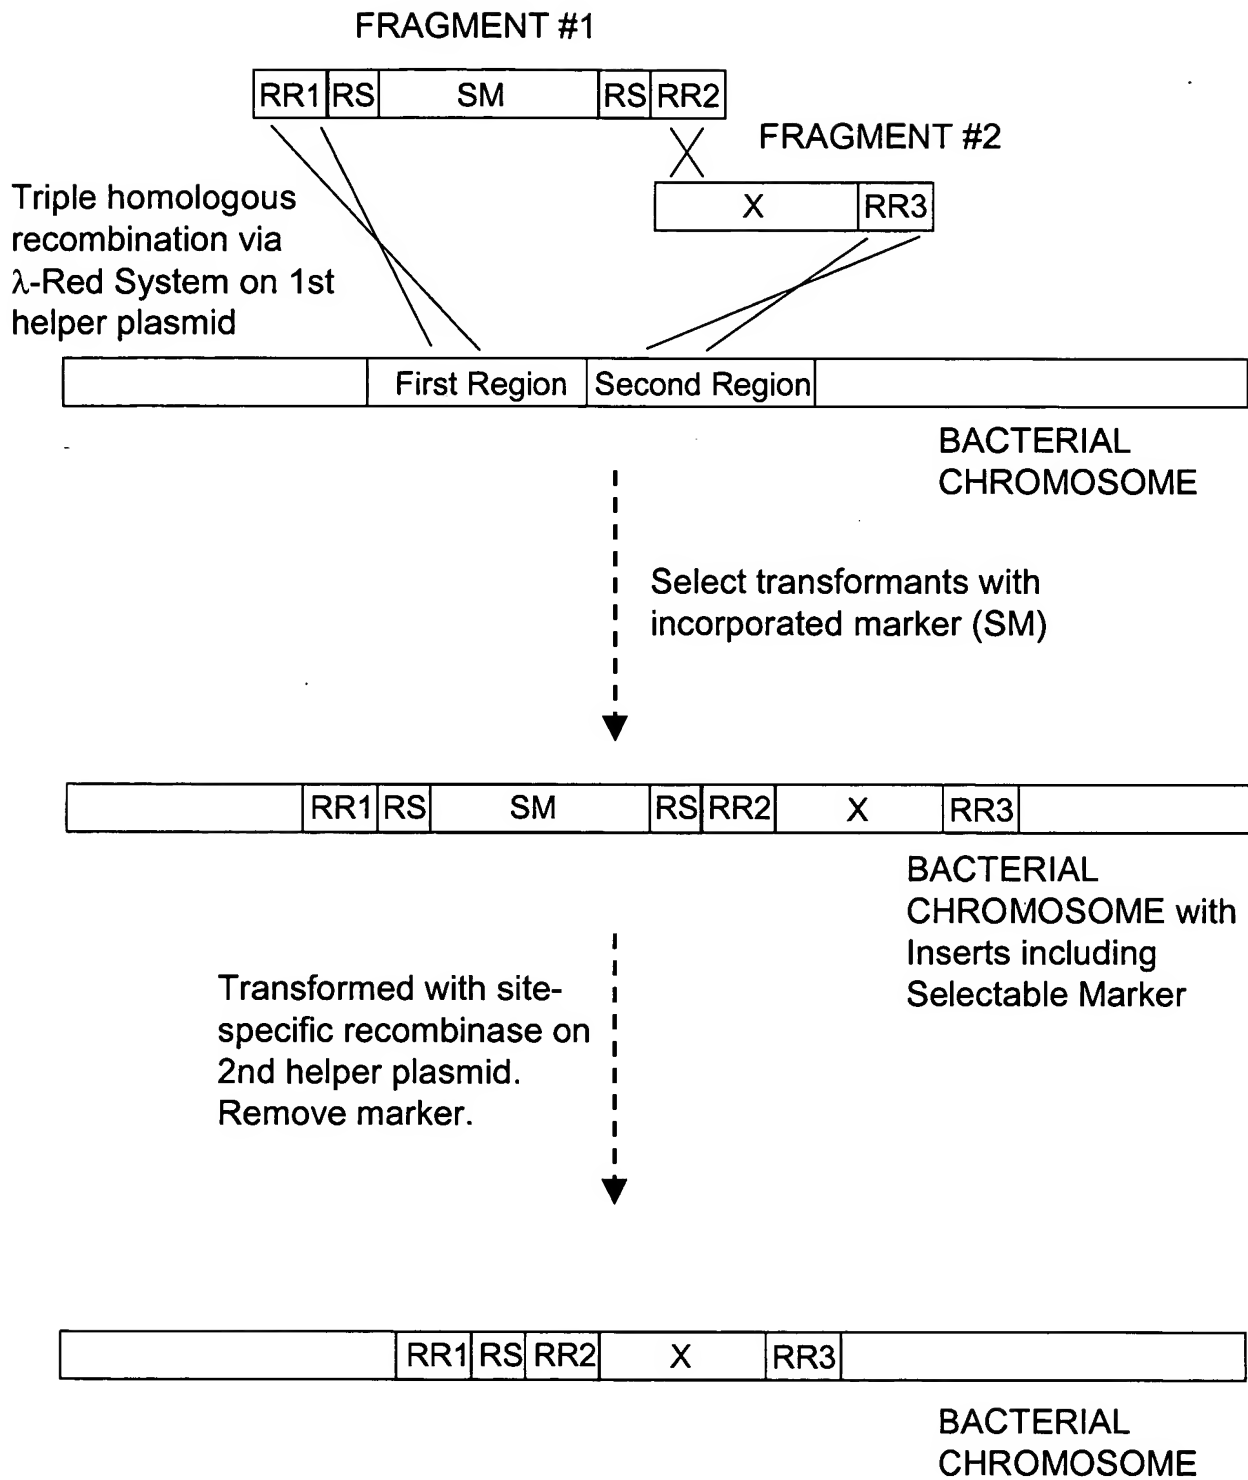 FRAGMENT #1
RR1 RS SM RS RR2
FRAGMENT #2
X RR3
Triple homologous
recombination via
λ-Red System on 1st
helper plasmid
First Region Second Region
BACTERIAL
CHROMOSOME
Select transformants with
incorporated marker (SM)
RR1 RS SM RS RR2 X RR3
BACTERIAL
CHROMOSOME with
Inserts including
Selectable Marker
Transformed with site-
specific recombinase on
2nd helper plasmid.
Remove marker.
RR1 RS RR2 X RR3
BACTERIAL
CHROMOSOME